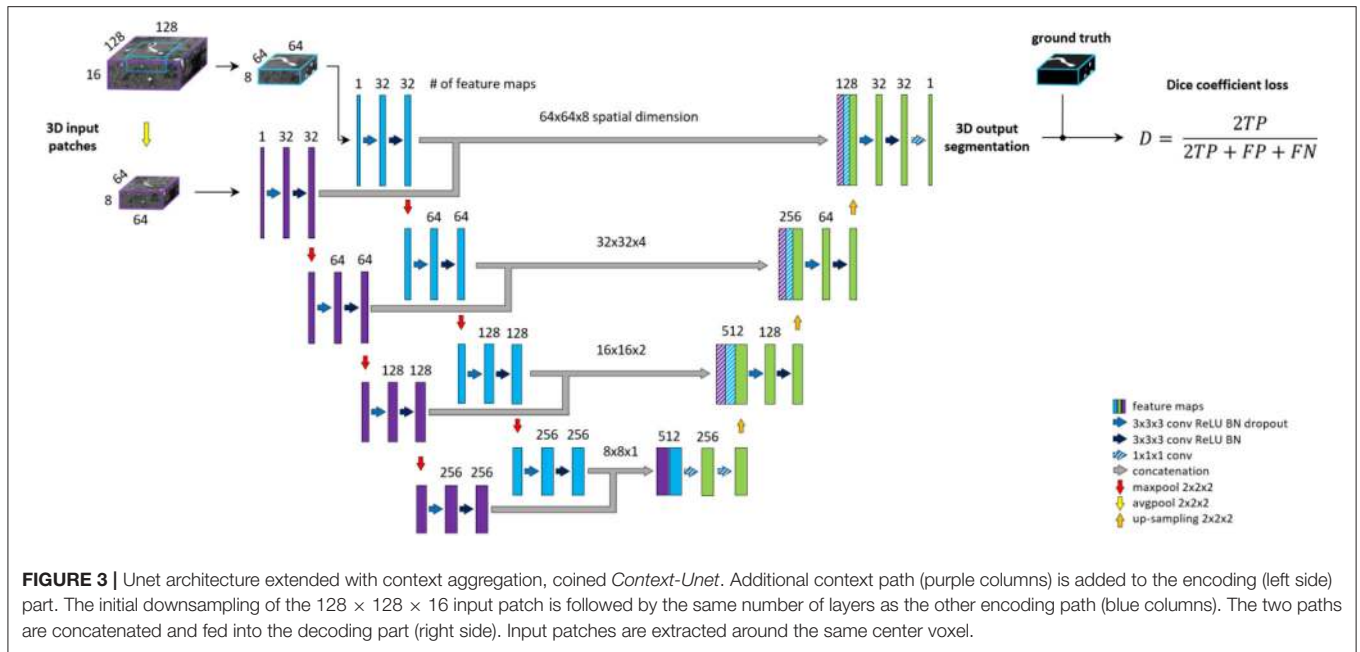 128
128
16
64
64
8
3D input
patches
64
8
64
1 32 32 # of feature maps
1 32 32
64x64x8 spatial dimension
128 32 32 1
3D output
segmentation
ground truth
Dice coefficient loss
D = 2TP / 2TP + FP + FN
64 64
64 64
32x32x4
256 64
128 128
128 128
16x16x2
512 128
256 256
256 256
8x8x1
512 256
feature maps
3x3x3 conv ReLU BN dropout
3x3x3 conv ReLU BN
1x1x1 conv
concatenation
maxpool 2x2x2
avgpool 2x2x2
up-sampling 2x2x2
FIGURE 3 | Unet architecture extended with context aggregation, coined Context-Unet. Additional context path (purple columns) is added to the encoding (left side)
part. The initial downsampling of the 128 × 128 × 16 input patch is followed by the same number of layers as the other encoding path (blue columns). The two paths
are concatenated and fed into the decoding part (right side). Input patches are extracted around the same center voxel.